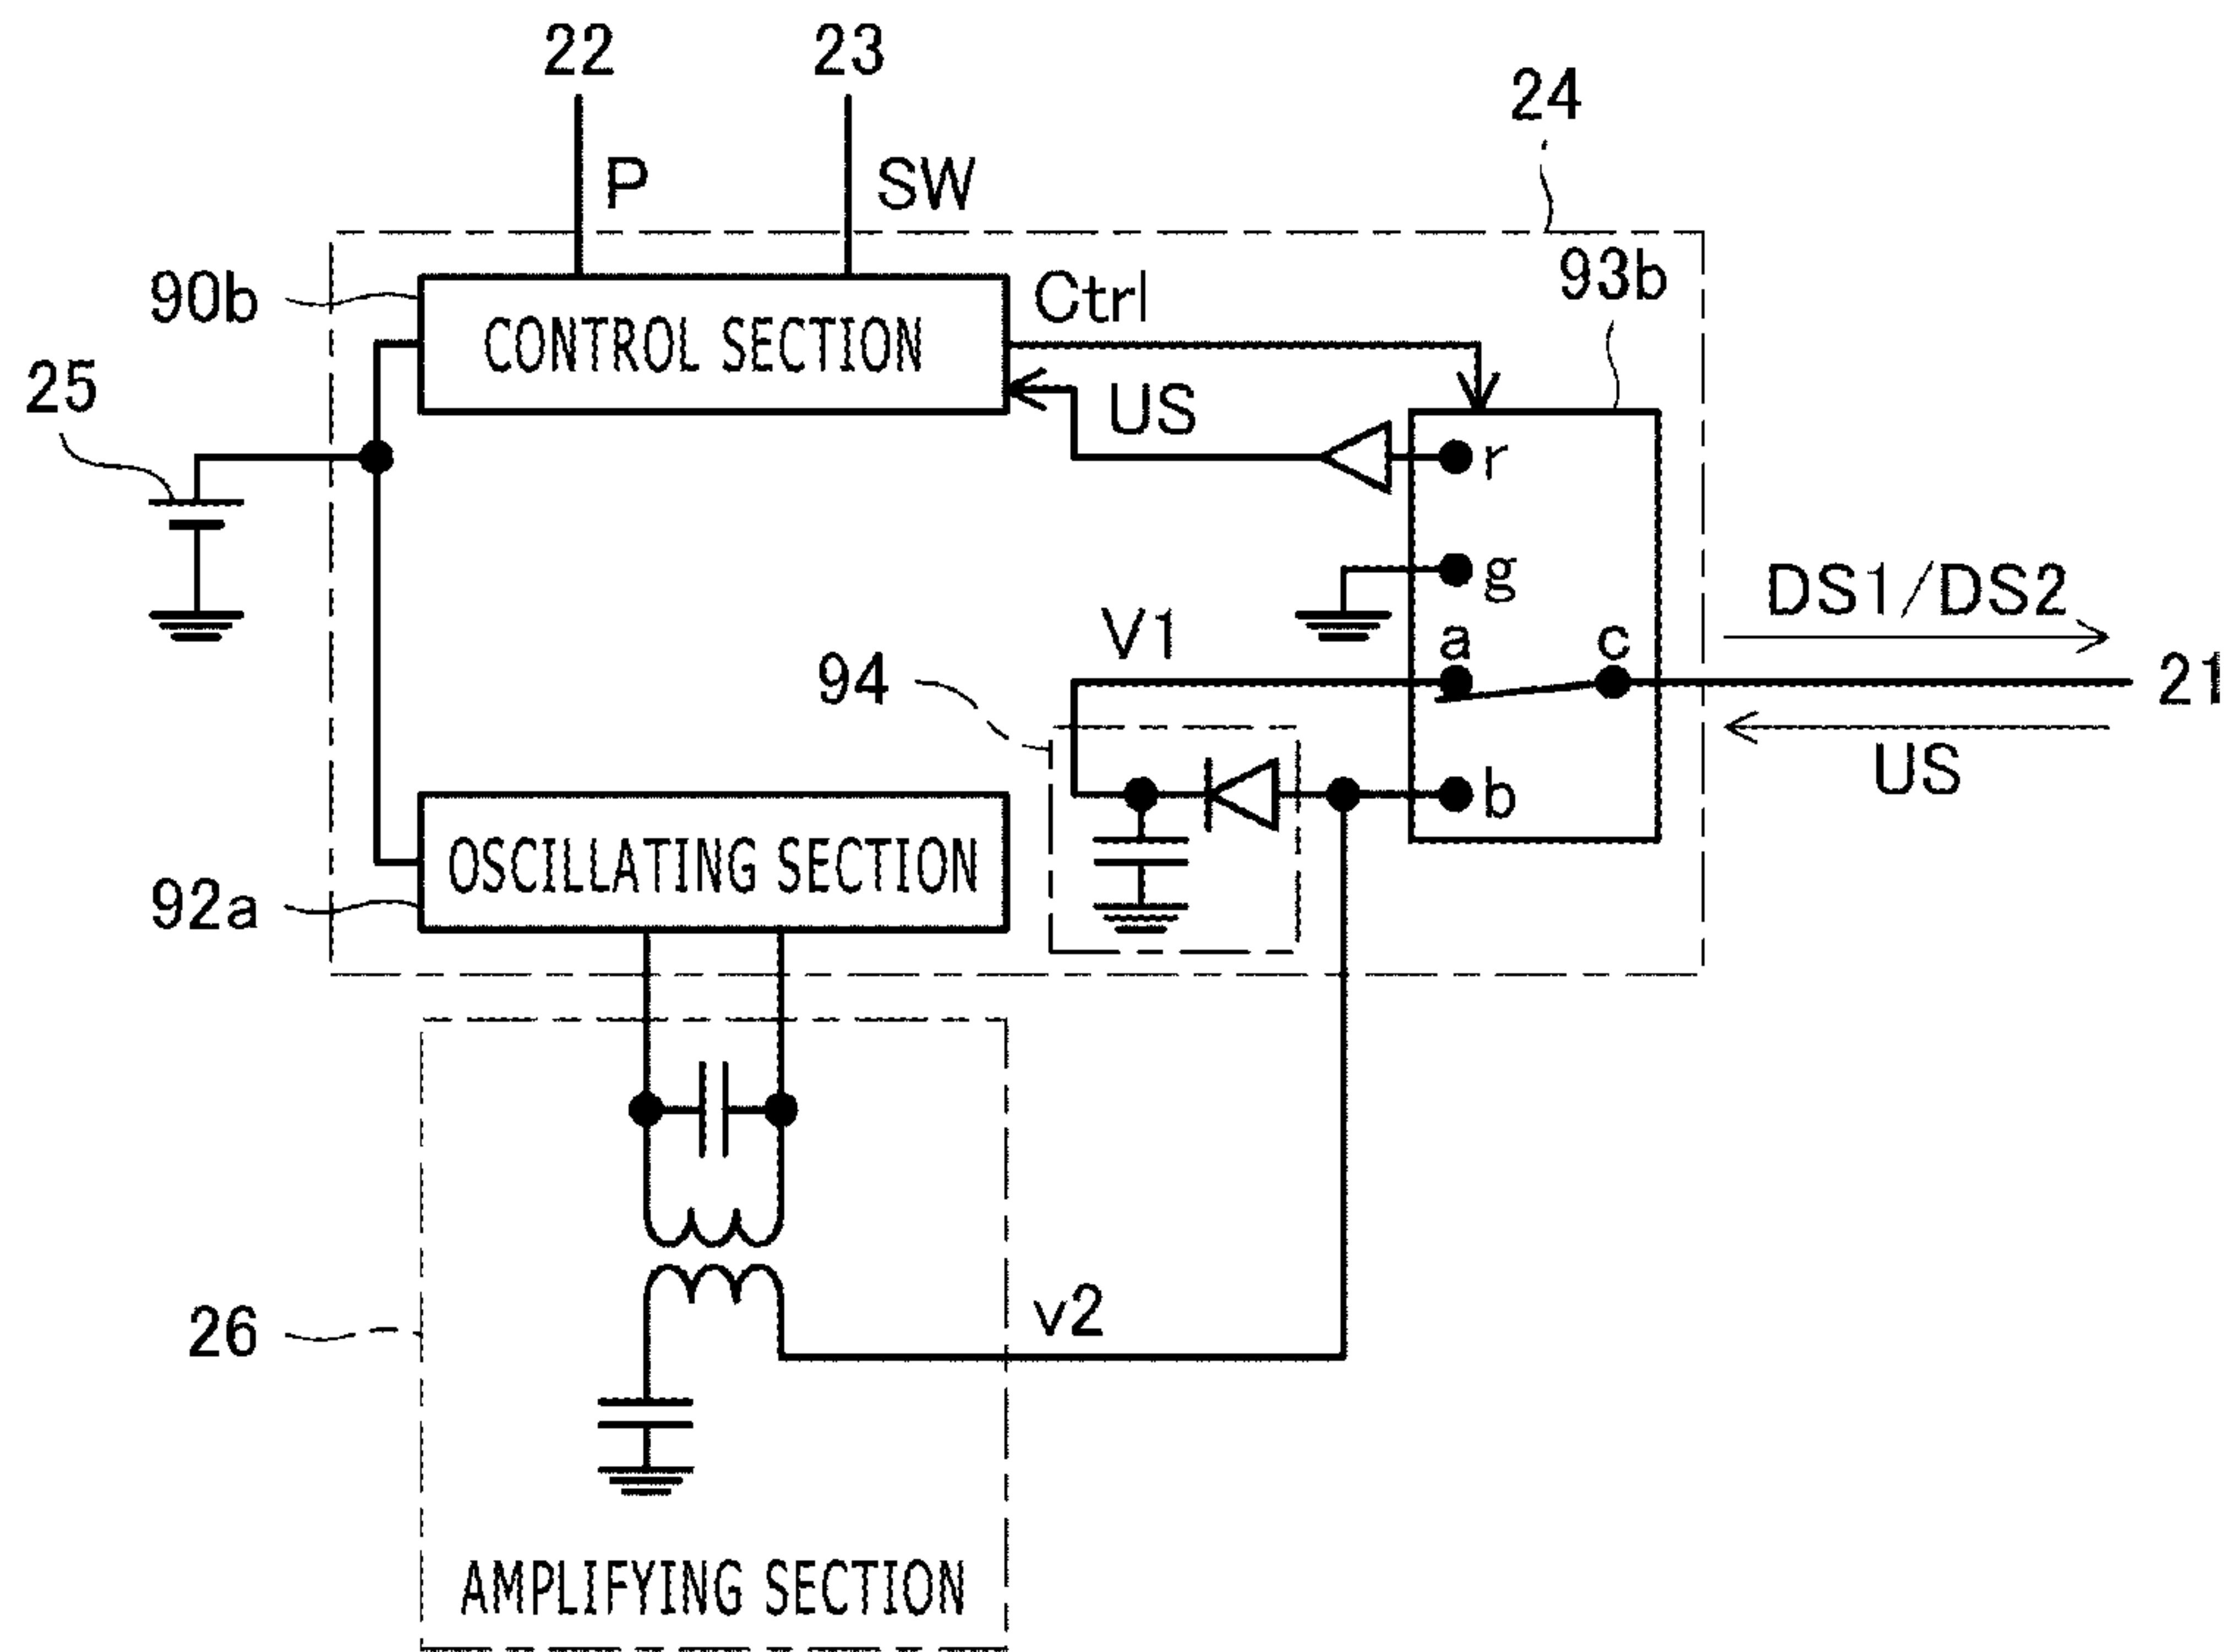 22
23
24
P
SW
90b
CONTROL SECTION
Ctrl
93b
25
US
r
g
DS1/DS2
V1
a
c
94
21
US
b
OSCILLATING SECTION
92a
26
v2
AMPLIFYING SECTION